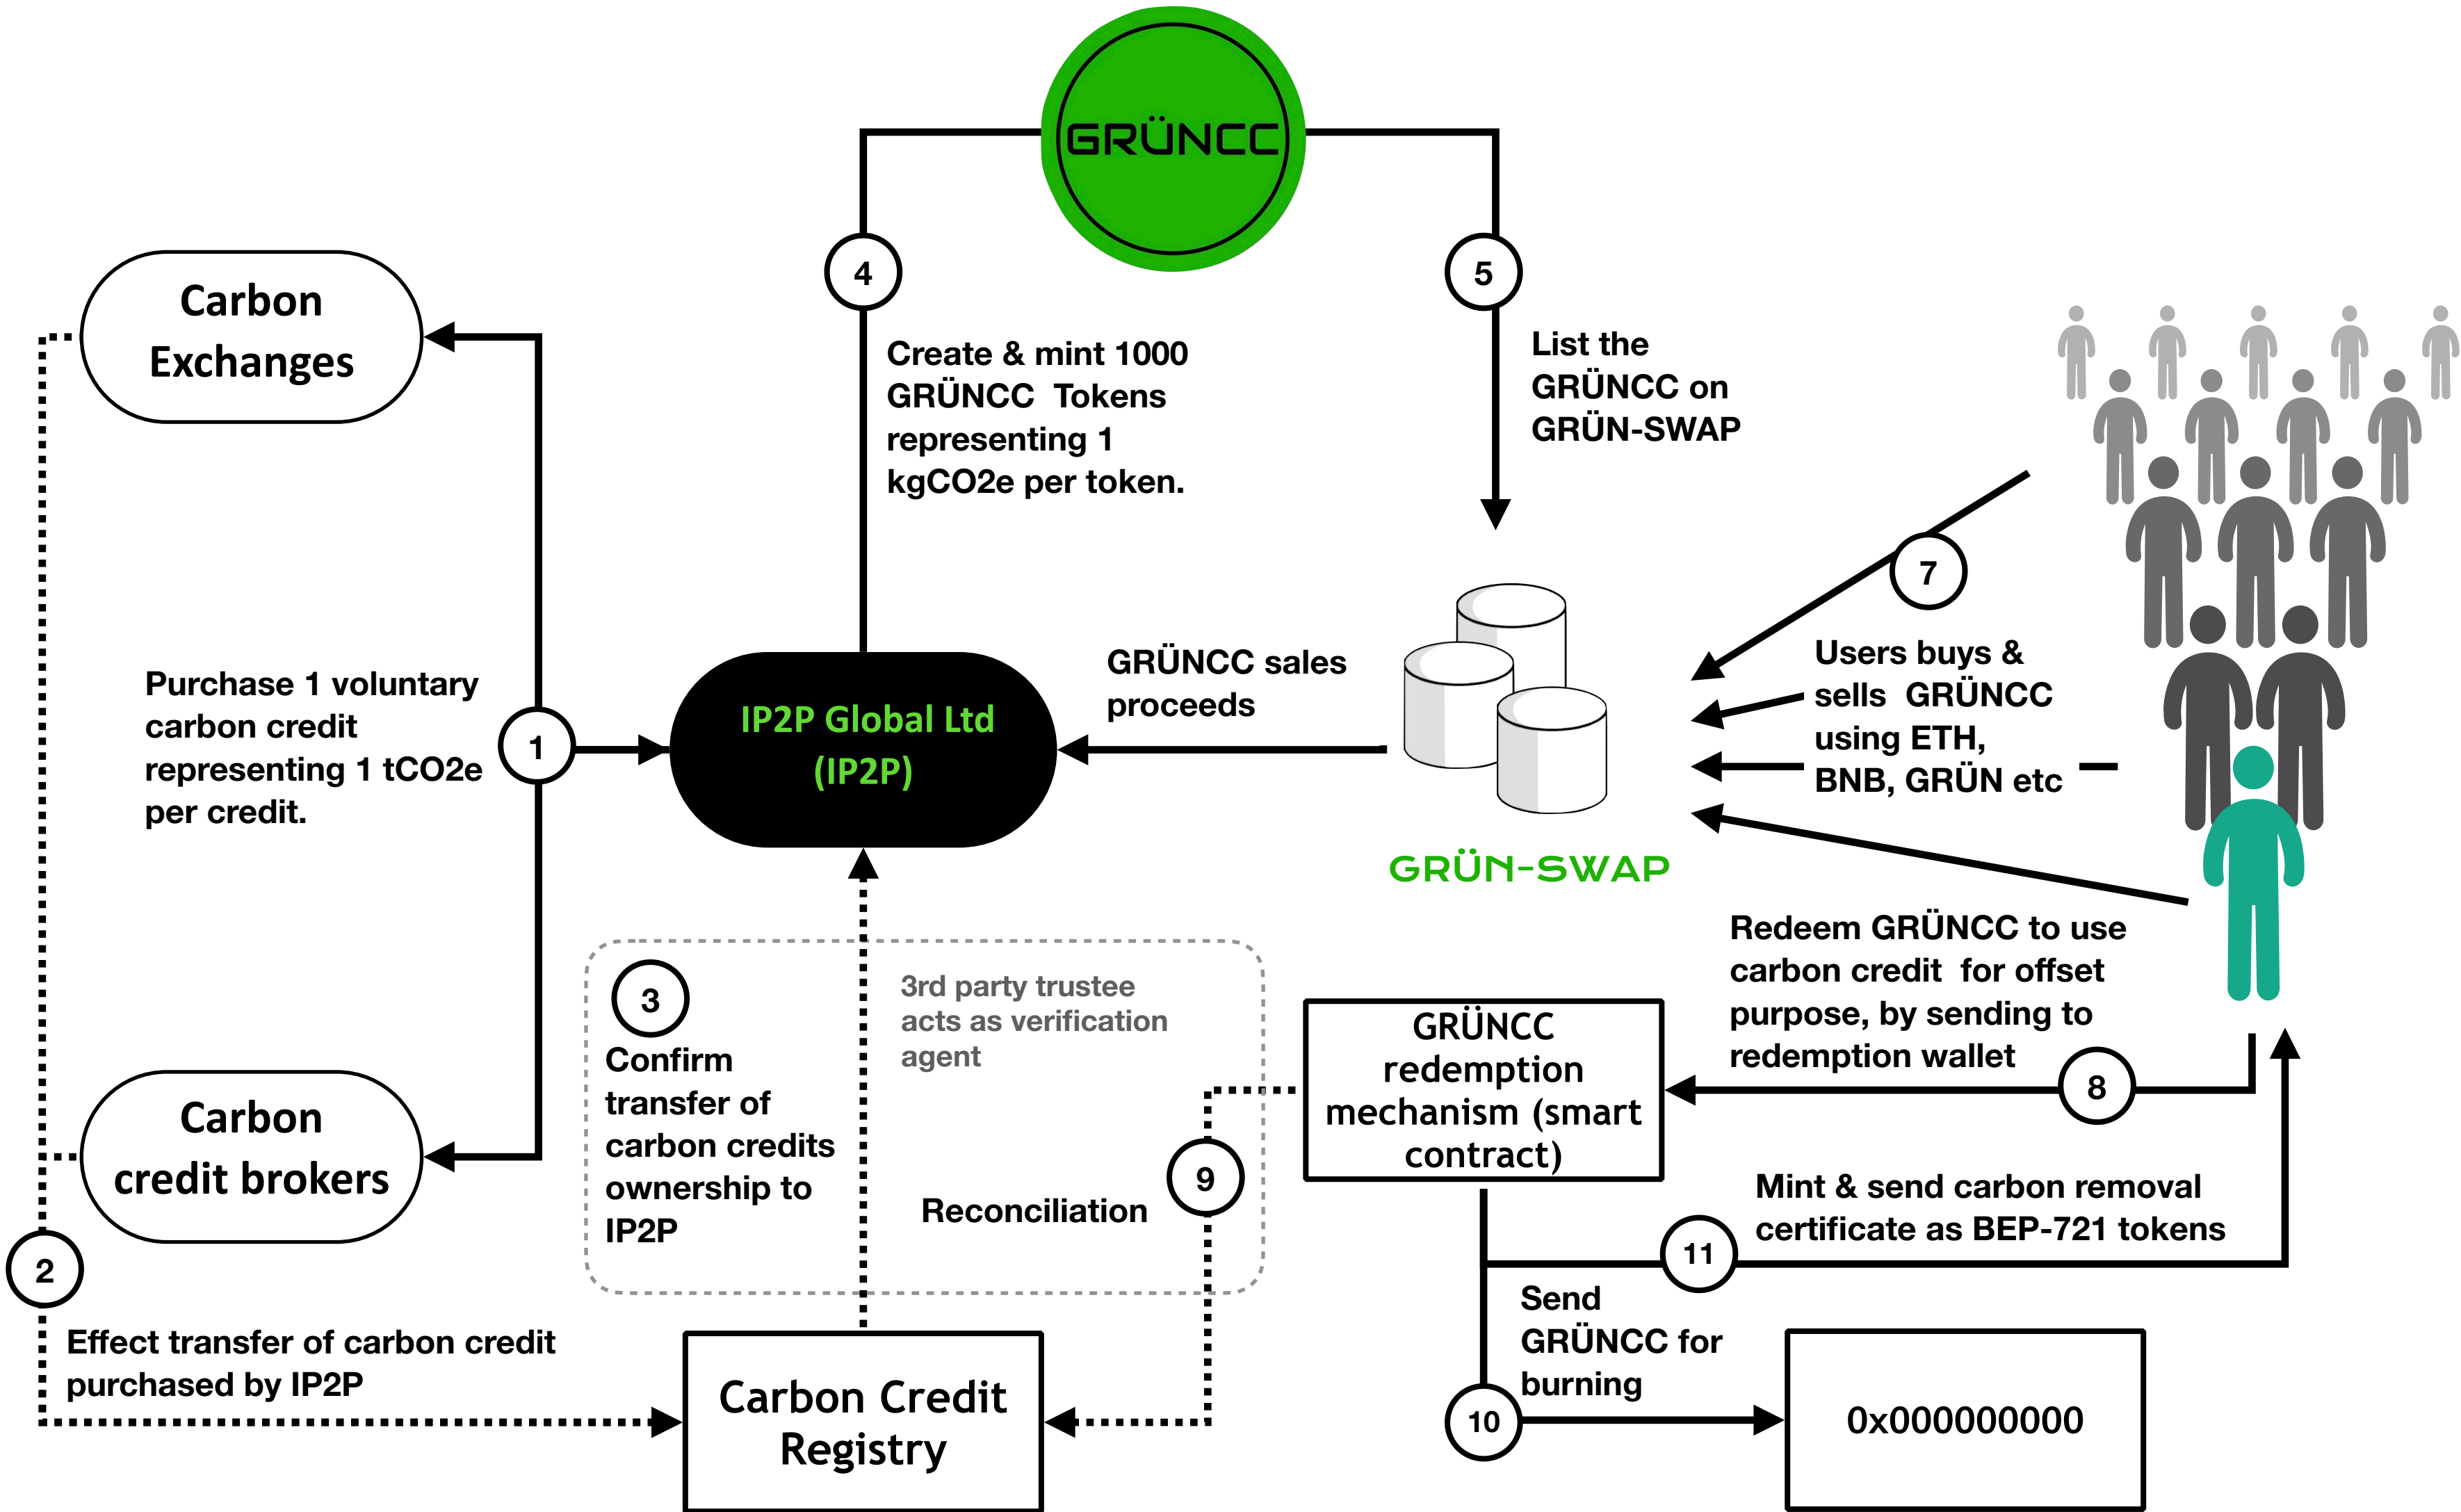 GRÜNCC
4
5
Carbon
Exchanges
Create & mint 1000
GRÜNCC  Tokens
representing 1
kgCO2e per token.
List the
GRÜNCC on
GRÜN-SWAP
7
Purchase 1 voluntary
carbon credit
representing 1 tCO2e
per credit.
1
IP2P Global Ltd
(IP2P)
GRÜNCC sales
proceeds
Users buys &
sells  GRÜNCC
using ETH,
BNB, GRÜN etc
GRÜN-SWAP
3
Confirm
transfer of
carbon credits
ownership to
IP2P
3rd party trustee
acts as verification
agent
Reconciliation
9
GRÜNCC
redemption
mechanism (smart
contract)
Redeem GRÜNCC to use
carbon credit  for offset
purpose, by sending to
redemption wallet
8
Carbon
credit brokers
Mint & send carbon removal
certificate as BEP-721 tokens
11
2
Effect transfer of carbon credit
purchased by IP2P
Carbon Credit
Registry
Send
GRÜNCC for
burning
10
0x000000000